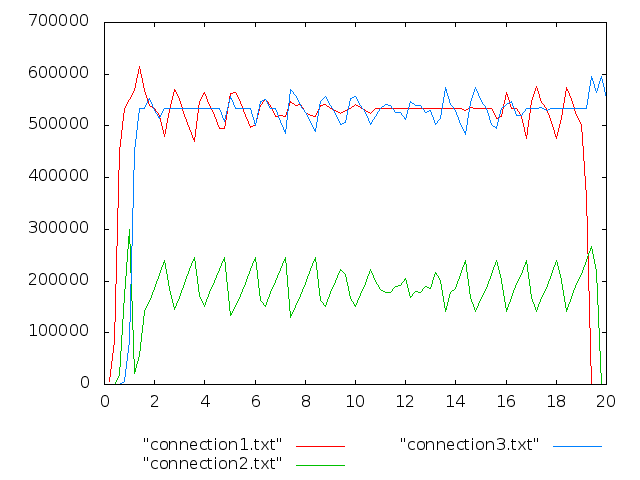 700000
600000
500000
400000
300000
200000
100000
0
0 2 4 6 8 10 12 14 16 18 20
"connection1.txt" "connection3.txt"
"connection2.txt"